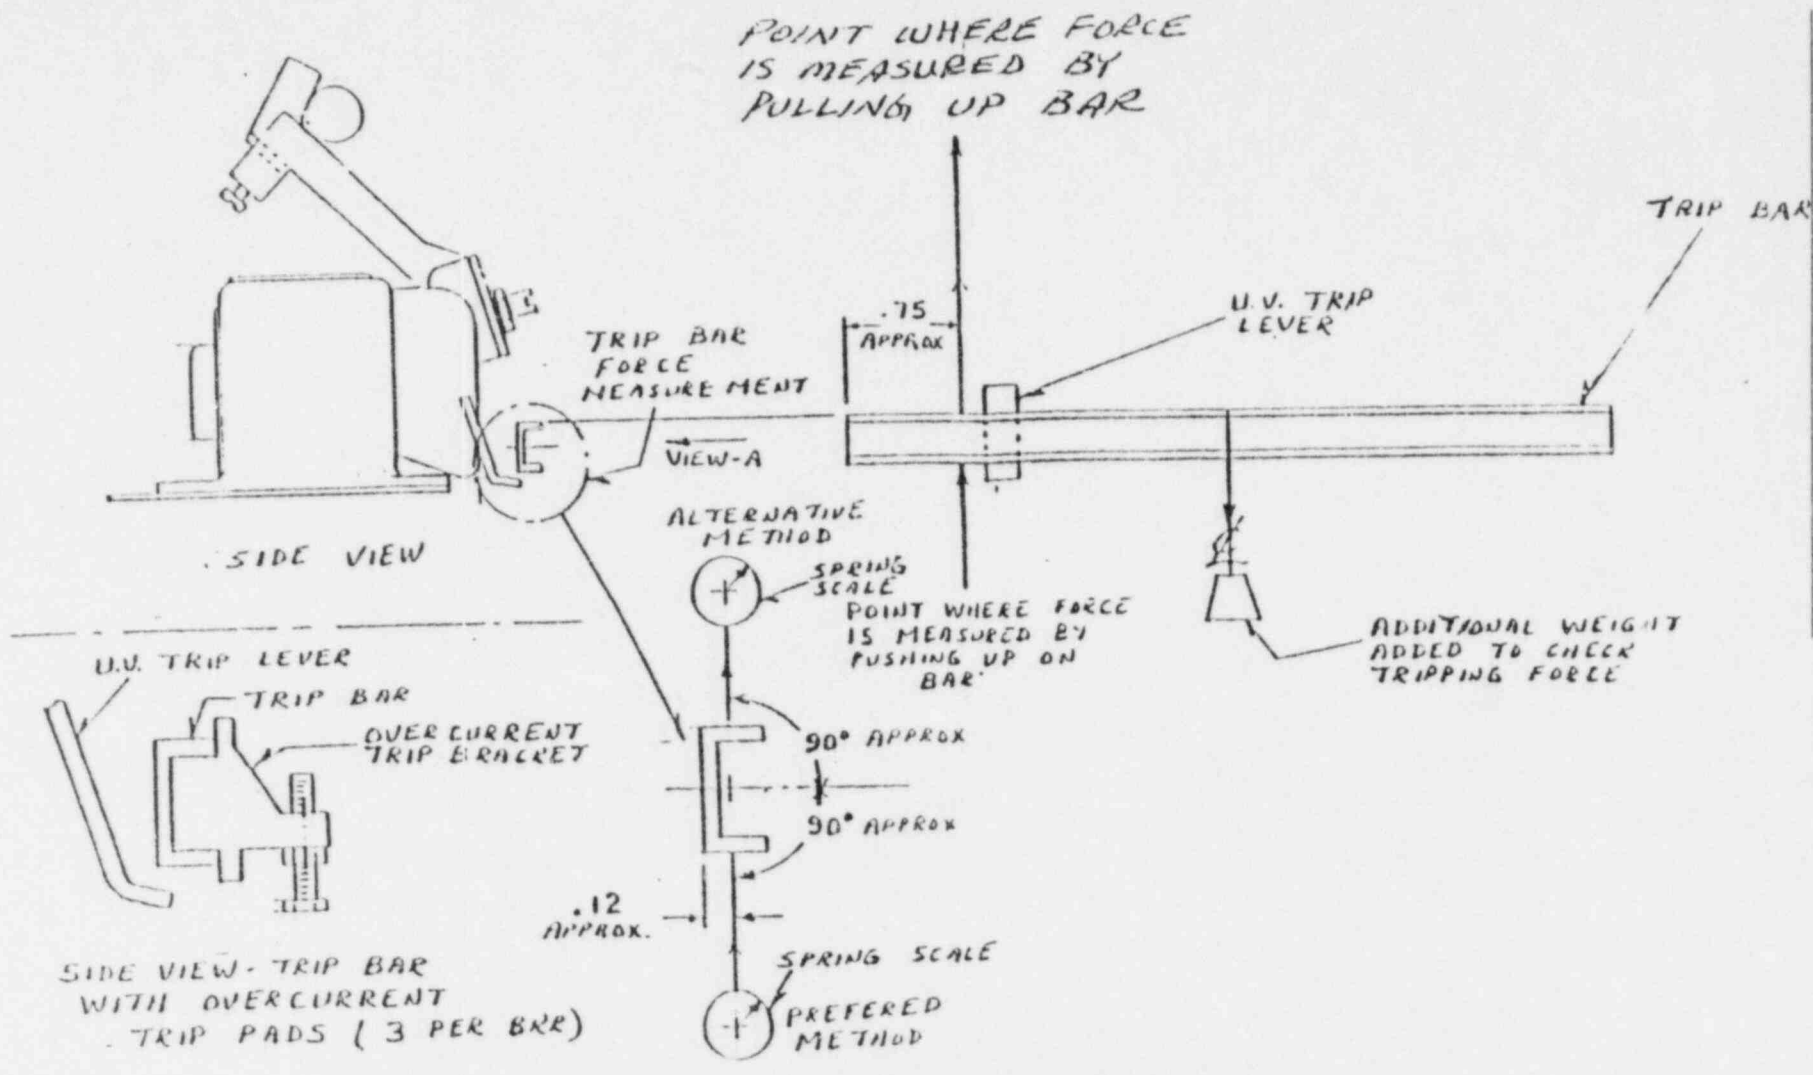 POINT WHERE FORCE
IS MEASURED BY
PULLING UP BAR
TRIP BAR
.75
APPROX
U.V. TRIP
LEVER
TRIP BAR
FORCE
MEASUREMENT
VIEW-A
SIDE VIEW
ALTERNATIVE
METHOD
SPRING
SCALE
POINT WHERE FORCE
IS MEASURED BY
PUSHING UP ON
BAR
ADDITIONAL WEIGHT
ADDED TO CHECK
TRIPPING FORCE
U.V. TRIP LEVER
TRIP BAR
OVERCURRENT
TRIP BRACKET
90° APPROX
90° APPROX
.12
APPROX.
SPRING SCALE
PREFERED
METHOD
SIDE VIEW - TRIP BAR
WITH OVERCURRENT
TRIP PADS ( 3 PER BKR)